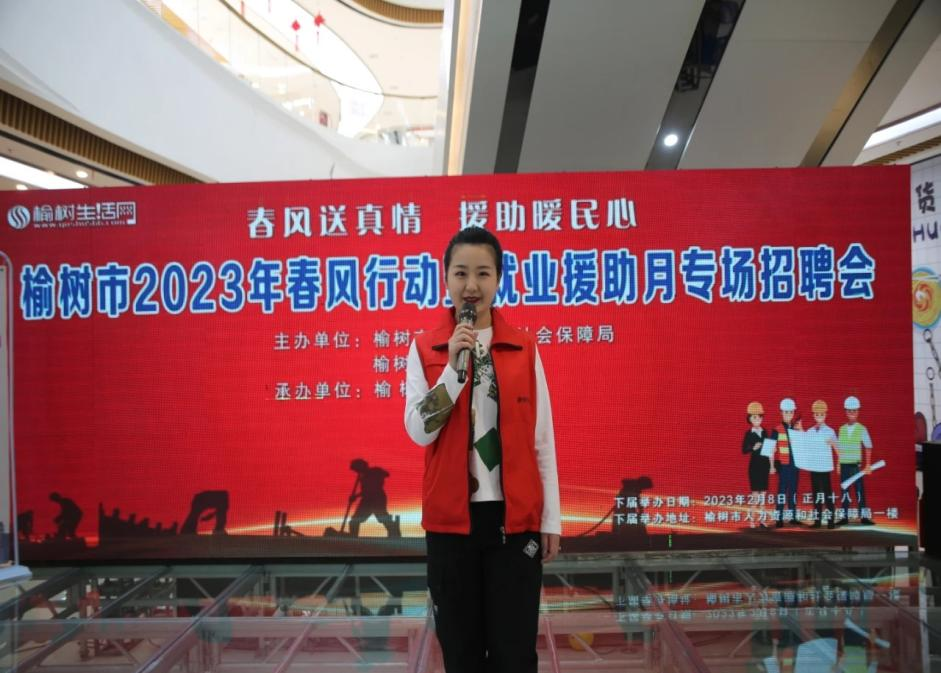 榆树生活网
春风送真情 援助暖民心
榆树市2023年春风行动 就业援助月专场招聘会
主办单位：榆树 社会保障局
榆树
承办单位：榆
下届举办日期：2023年2月8日（正月十八）
下届举办地址：榆树市人力资源和社会保障局一楼
货